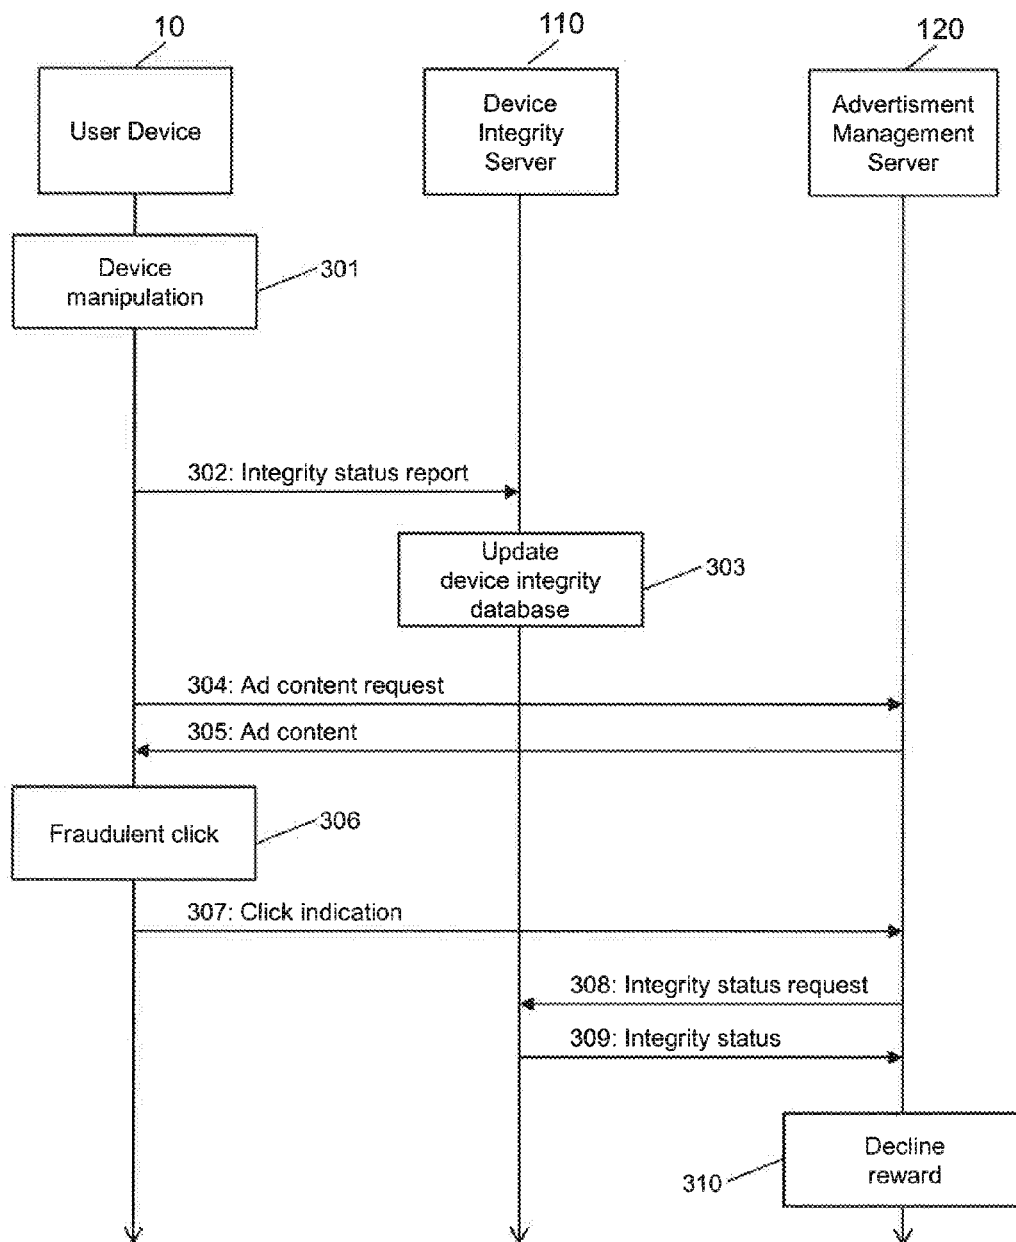 10
110
120
User Device
Device
Integrity
Server
Advertisment
Management
Server
Device
manipulation
301
302: Integrity status report
Update
device integrity
database
303
304: Ad content request
305: Ad content
Fraudulent click
306
307: Click indication
308: Integrity status request
309: Integrity status
Decline
reward
310